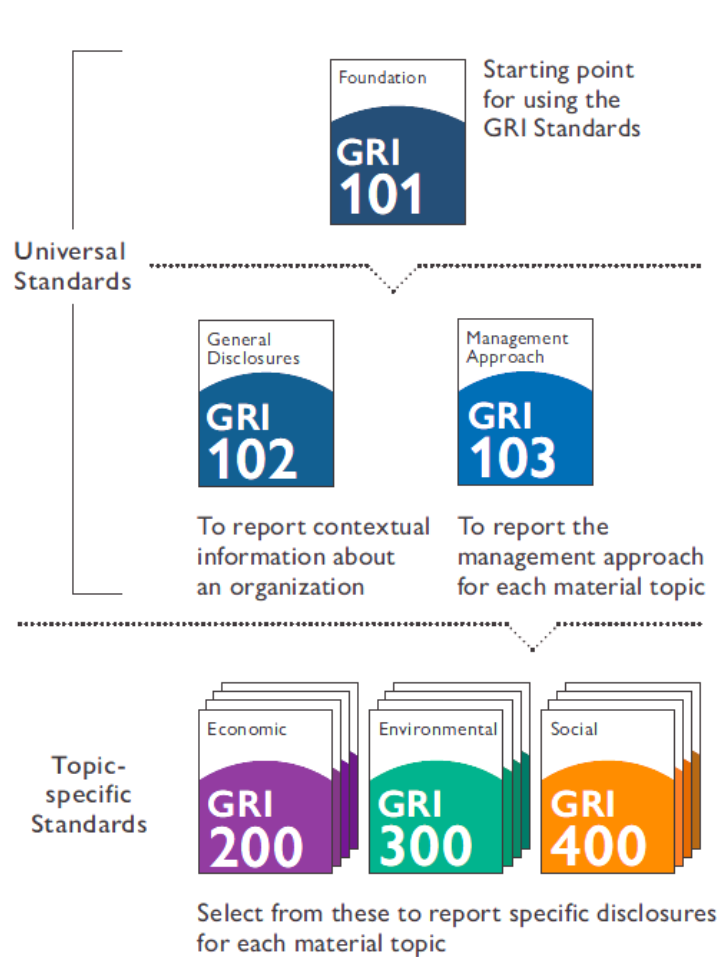 Foundation
GRI
101
Starting point
for using the
GRI Standards
Universal
Standards
General
Disclosures
GRI
102
Management
Approach
GRI
103
To report contextual
information about
an organization
To report the
management approach
for each material topic
Topic-
specific
Standards
Economic
GRI
200
Environmental
GRI
300
Social
GRI
400
Select from these to report specific disclosures
for each material topic